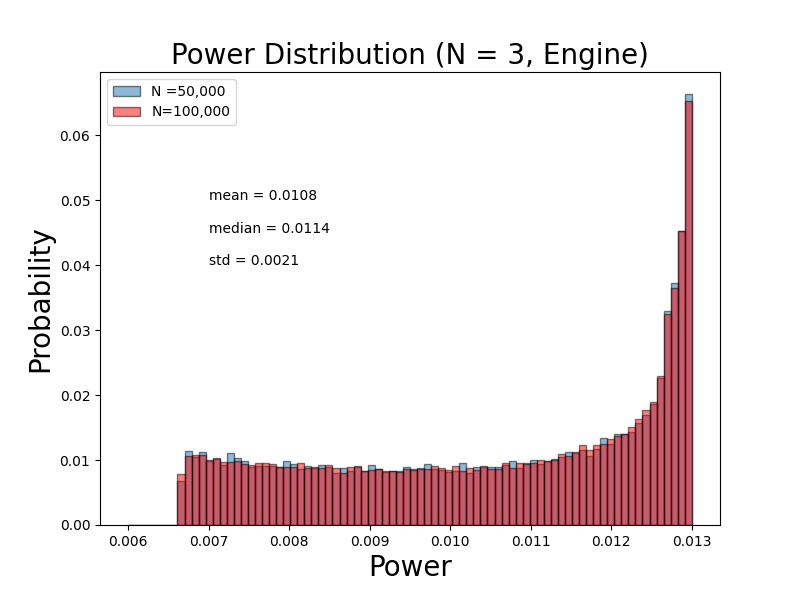 Power Distribution (N = 3, Engine)
N =50,000
N=100,000
mean = 0.0108
median = 0.0114
std = 0.0021
Probability
0.06
0.05
0.04
0.03
0.02
0.01
0.00
0.006 0.007 0.008 0.009 0.010 0.011 0.012 0.013
Power